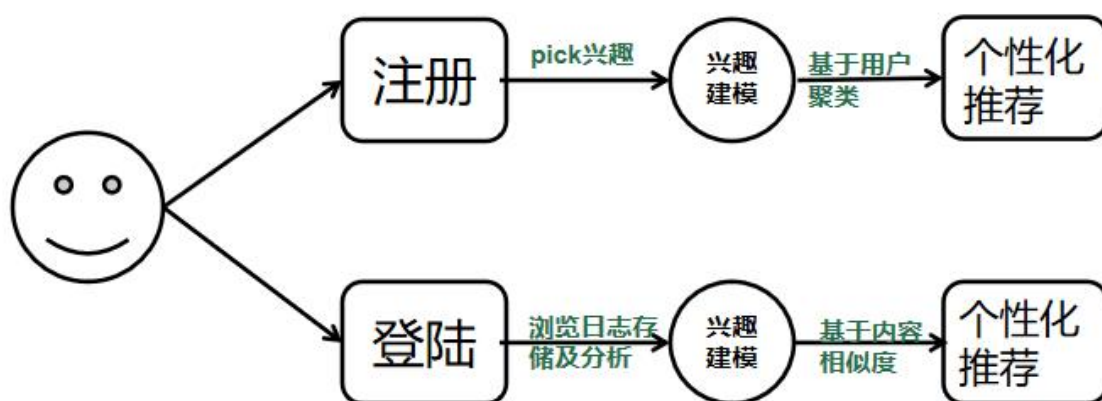 注册
pick兴趣
兴趣
建模
基于用户
聚类
个性化
推荐
登陆
浏览日志存
储及分析
兴趣
建模
基于内容
相似度
个性化
推荐